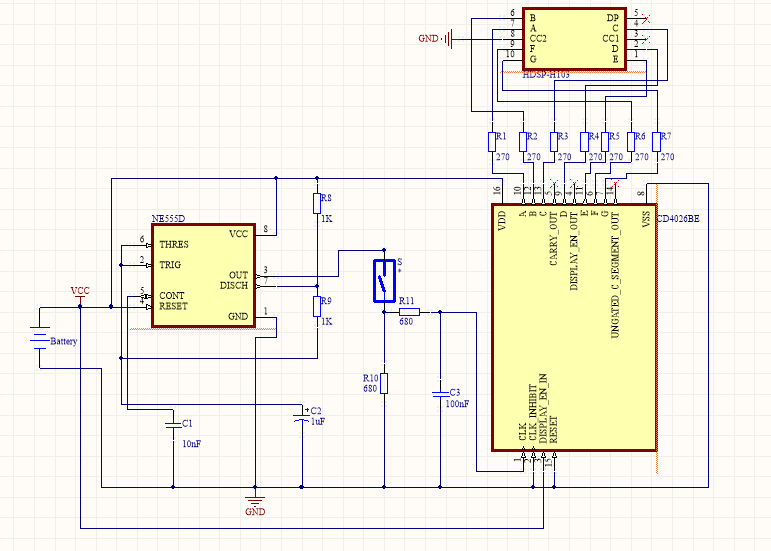 6 B DP 5
7 A C 4
GND 8 CC2 CC1 3
9 F D 2
10 G E 1
HDSP-H103
R1 R2 R3 R4 R5 R6 R7
270 270 270 270 270 270 270
16 10 12 13 5 9 4 11 6 7 14 8
VDD A B C CARRY_OUT D DISPLAY_EN_OUT E F G UNGATED_C_SEGMENT_OUT VSS
CD4026BE
R8
1K
NE555D
VCC 8
6 THRES
2 TRIG
OUT 3
DISCH 7
5 CONT
4 RESET
GND 1
VCC
Battery
R9
1K
S
*
R11
680
R10
680
C3
100nF
C1
10nF
C2
1uF
+
CLK CLK_INHIBIT DISPLAY_EN_IN RESET
1 2 3 15
GND